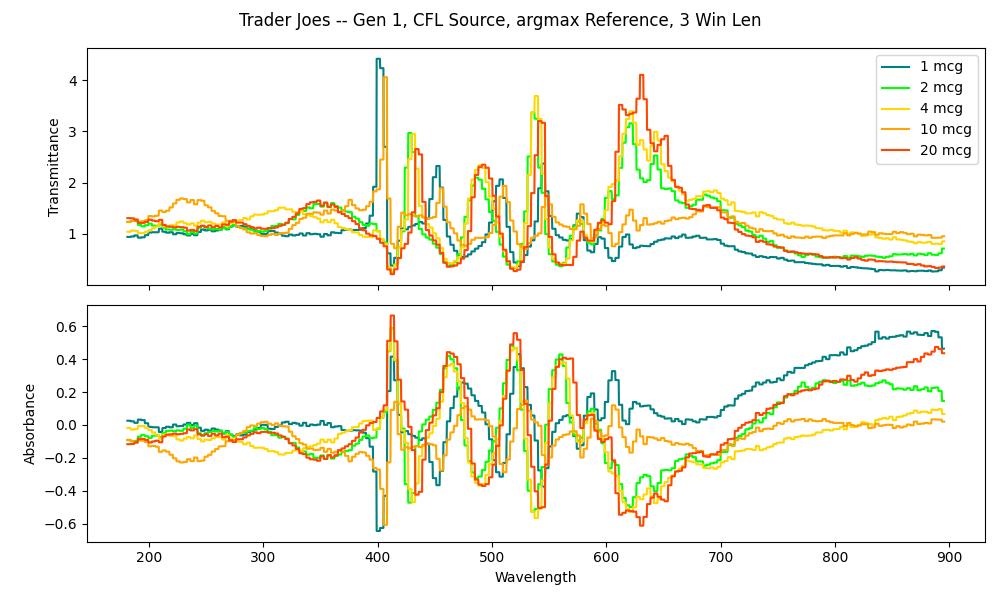 Trader Joes -- Gen 1, CFL Source, argmax Reference, 3 Win Len
Transmittance
4
3
2
1
1 mcg
2 mcg
4 mcg
10 mcg
20 mcg
Absorbance
0.6
0.4
0.2
0.0
−0.2
−0.4
−0.6
200 300 400 500 600 700 800 900
Wavelength